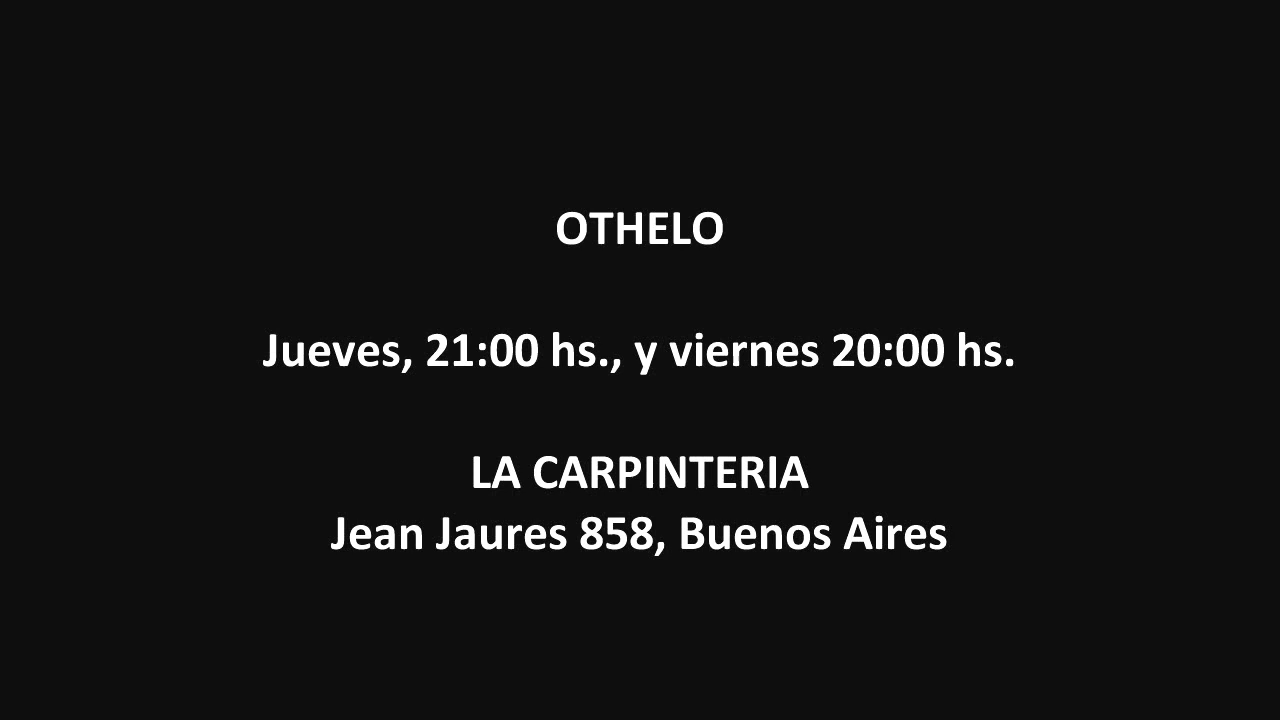 OTHELO
Jueves, 21:00 hs., y viernes 20:00 hs.
LA CARPINTERIA
Jean Jaures 858, Buenos Aires